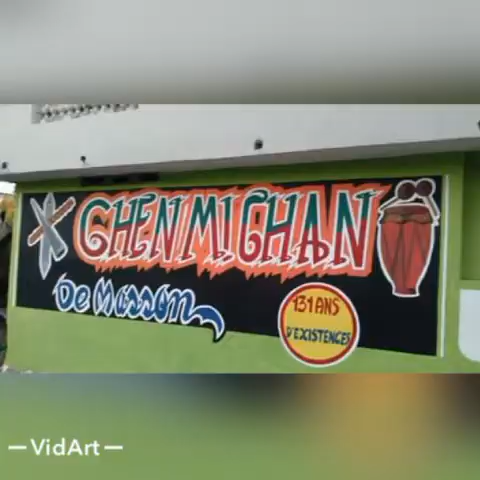 CHENMICHAN
De Masson
131 ANS
D'EXISTENCES
—VidArt—